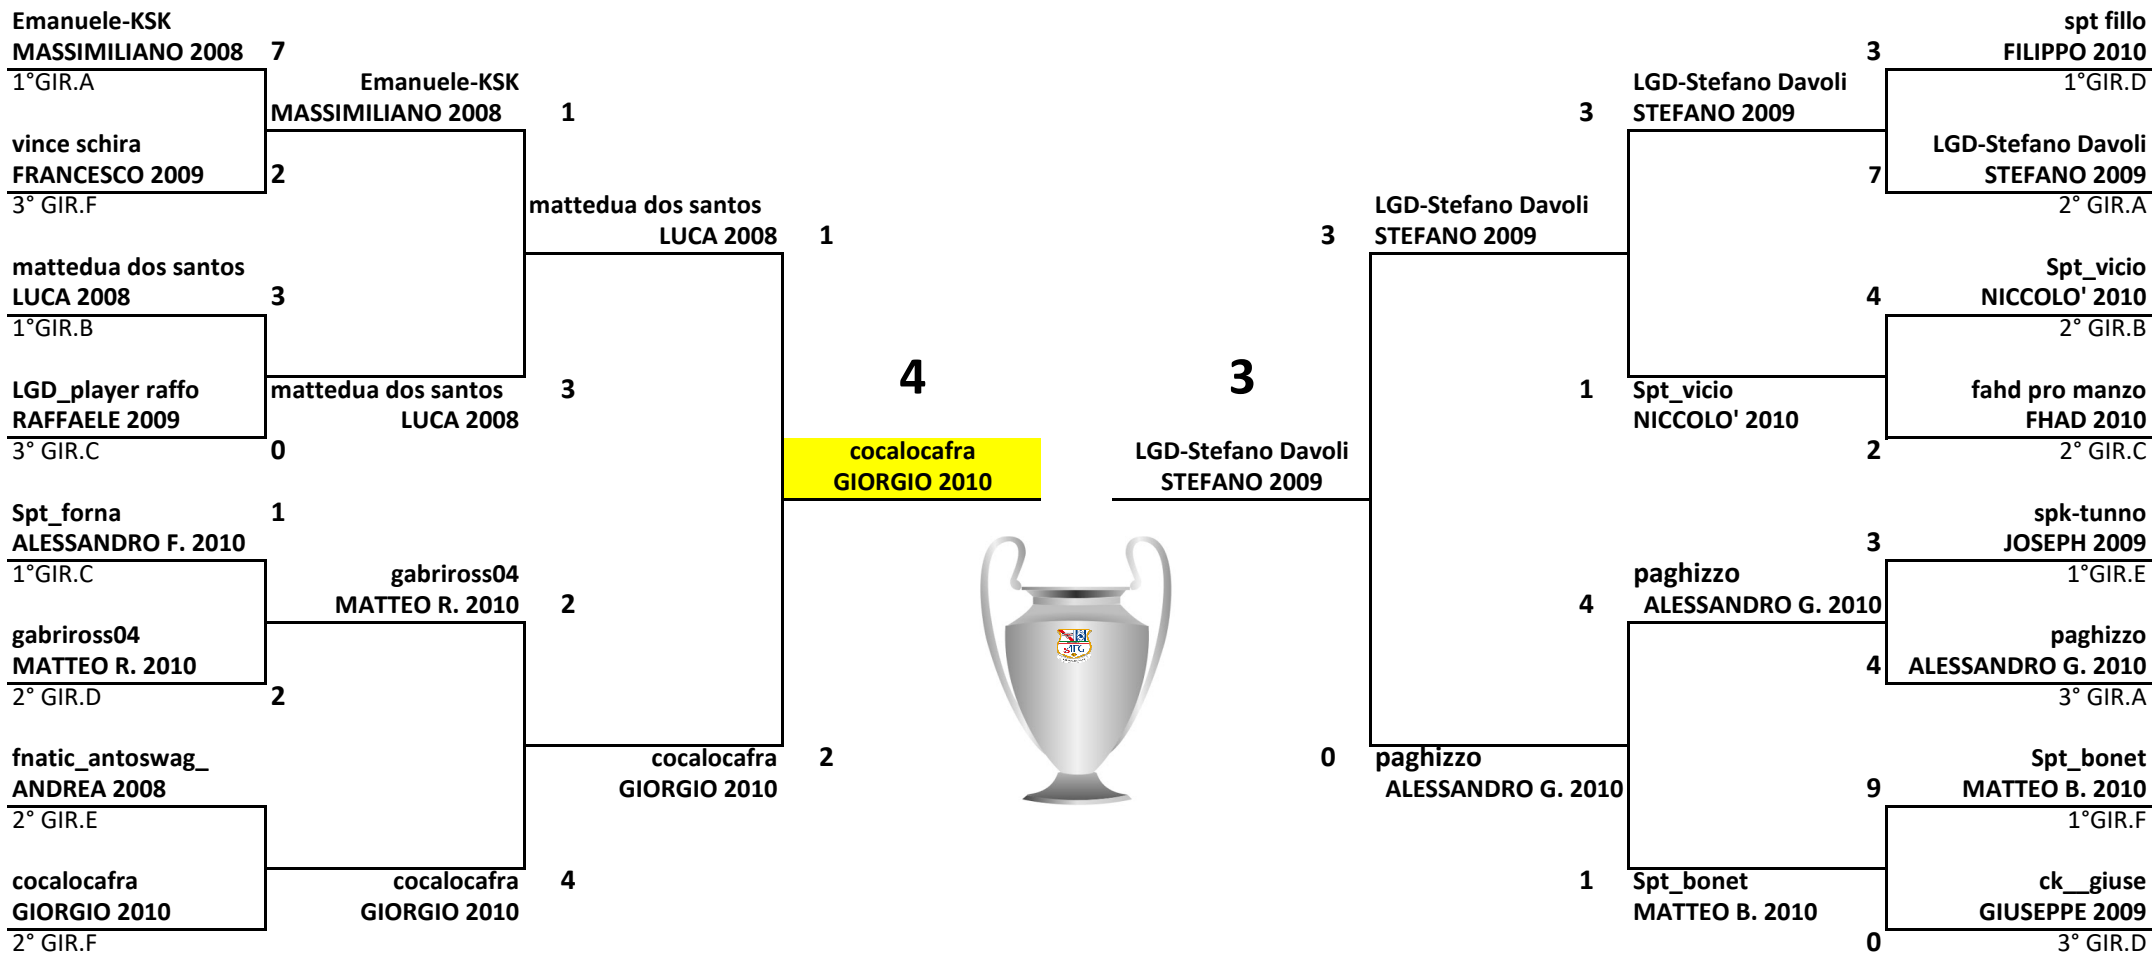 Emanuele-KSK
MASSIMILIANO 2008 7
1°GIR.A
vince schira
FRANCESCO 2009 2
3° GIR.F
mattedua dos santos
LUCA 2008 3
1°GIR.B
LGD_player raffo
RAFFAELE 2009
3° GIR.C 0
Spt_forna 1
ALESSANDRO F. 2010
1°GIR.C
gabriross04
MATTEO R. 2010
2° GIR.D 2
fnatic_antoswag_
ANDREA 2008
2° GIR.E
cocalocafra
GIORGIO 2010
2° GIR.F
Emanuele-KSK
MASSIMILIANO 2008 1
mattedua dos santos 3
LUCA 2008
gabriross04
MATTEO R. 2010 2
cocalocafra 4
GIORGIO 2010
mattedua dos santos
LUCA 2008 1
cocalocafra 2
GIORGIO 2010
4
cocalocafra
GIORGIO 2010
3
LGD-Stefano Davoli
STEFANO 2009
LGD-Stefano Davoli
3 STEFANO 2009
0 paghizzo
ALESSANDRO G. 2010
LGD-Stefano Davoli
3 STEFANO 2009
1 Spt_vicio
NICCOLO' 2010
paghizzo
4 ALESSANDRO G. 2010
1 Spt_bonet
MATTEO B. 2010
spt fillo
3 FILIPPO 2010
1°GIR.D
LGD-Stefano Davoli
7 STEFANO 2009
2° GIR.A
Spt_vicio
4 NICCOLO' 2010
2° GIR.B
fahd pro manzo
FHAD 2010
2 2° GIR.C
spk-tunno
3 JOSEPH 2009
1°GIR.E
paghizzo
4 ALESSANDRO G. 2010
3° GIR.A
Spt_bonet
9 MATTEO B. 2010
1°GIR.F
ck__giuse
GIUSEPPE 2009
0 3° GIR.D